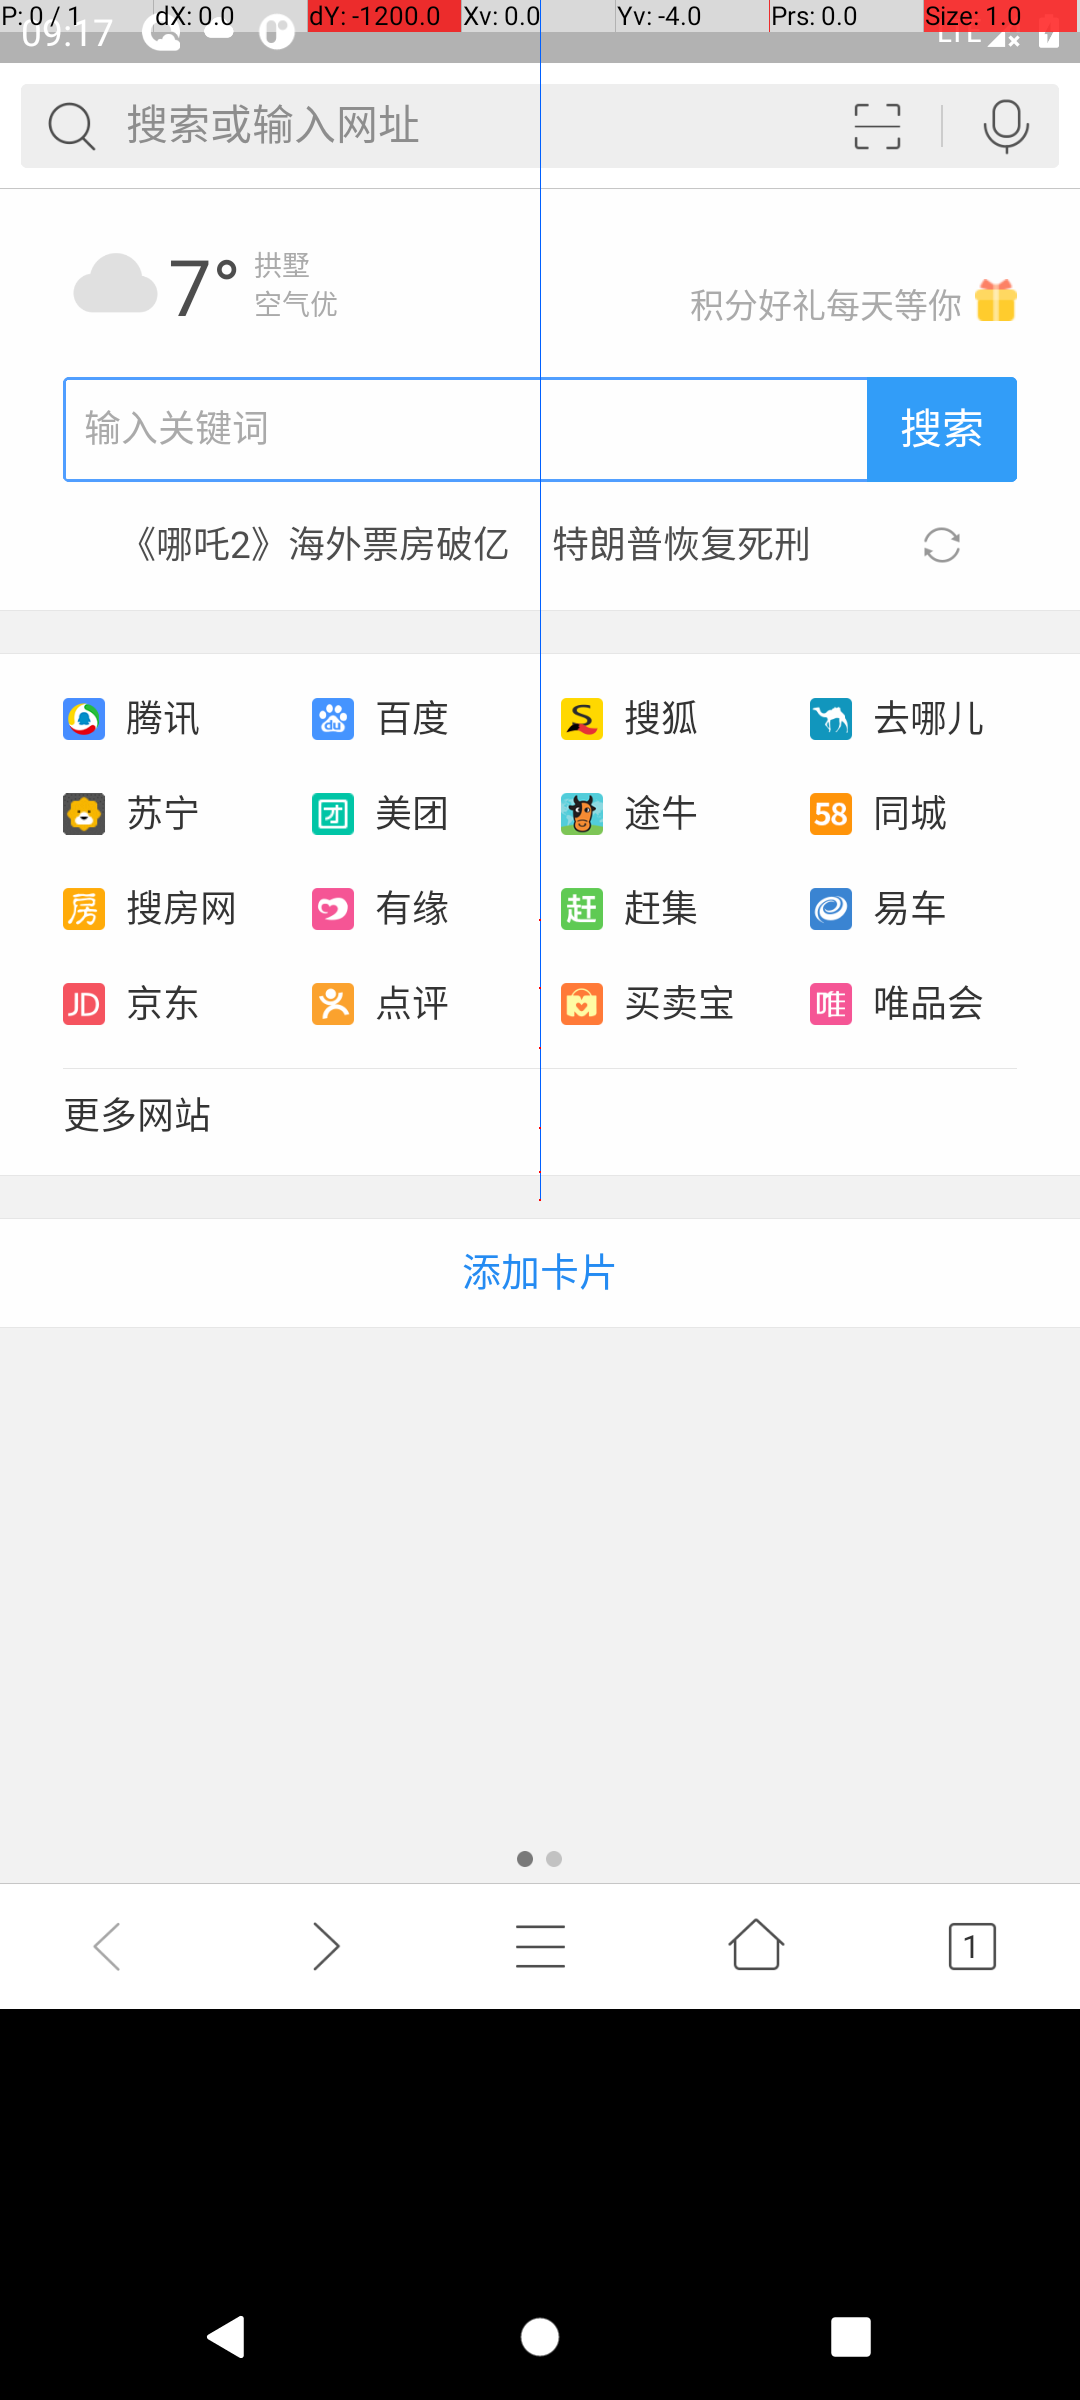 P: 0 / 1 dX: 0.0 dY: -1200.0 Xv: 0.0 Yv: -4.0 Prs: 0.0 Size: 1.0
09:17 LTE
搜索或输入网址
7° 拱墅
空气优
积分好礼每天等你
输入关键词 搜索
《哪吒2》海外票房破亿 特朗普恢复死刑
腾讯 du 百度 S 搜狐 去哪儿
苏宁 团 美团 途牛 58 同城
房 搜房网 有缘 赶 赶集 易车
JD 京东 点评 买卖宝 唯 唯品会
更多网站
添加卡片
1